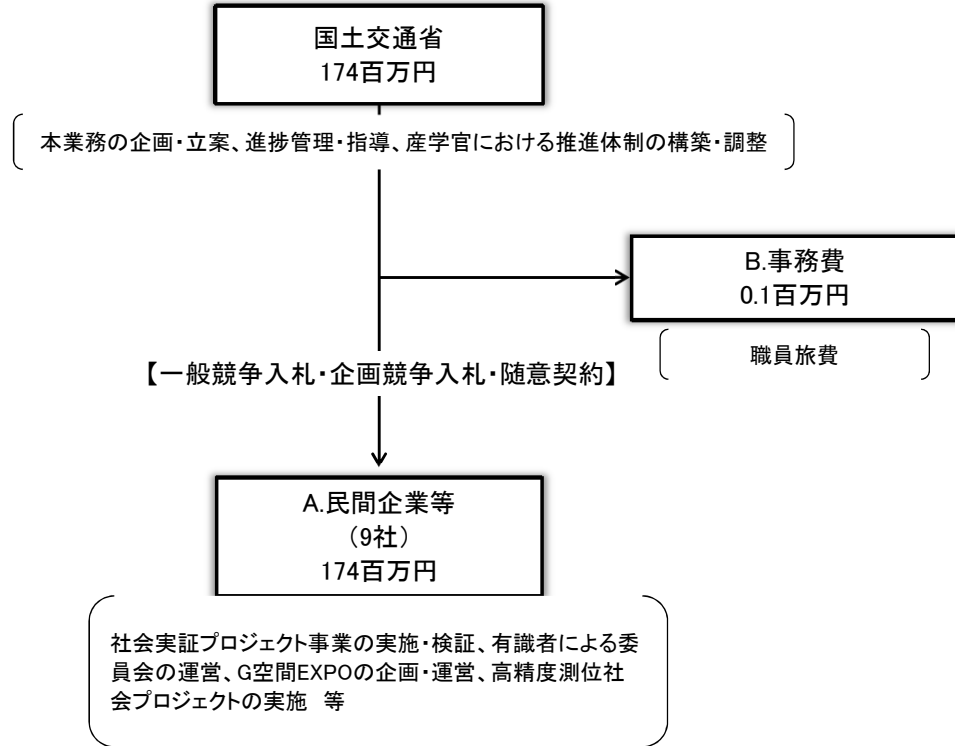 国土交通省
174百万円
本業務の企画・立案、進捗管理・指導、産学官における推進体制の構築・調整
B.事務費
0.1百万円
職員旅費
【一般競争入札・企画競争入札・随意契約】
A.民間企業等
（9社）
174百万円
社会実証プロジェクト事業の実施・検証、有識者による委
員会の運営、G空間EXPOの企画・運営、高精度測位社
会プロジェクトの実施　等